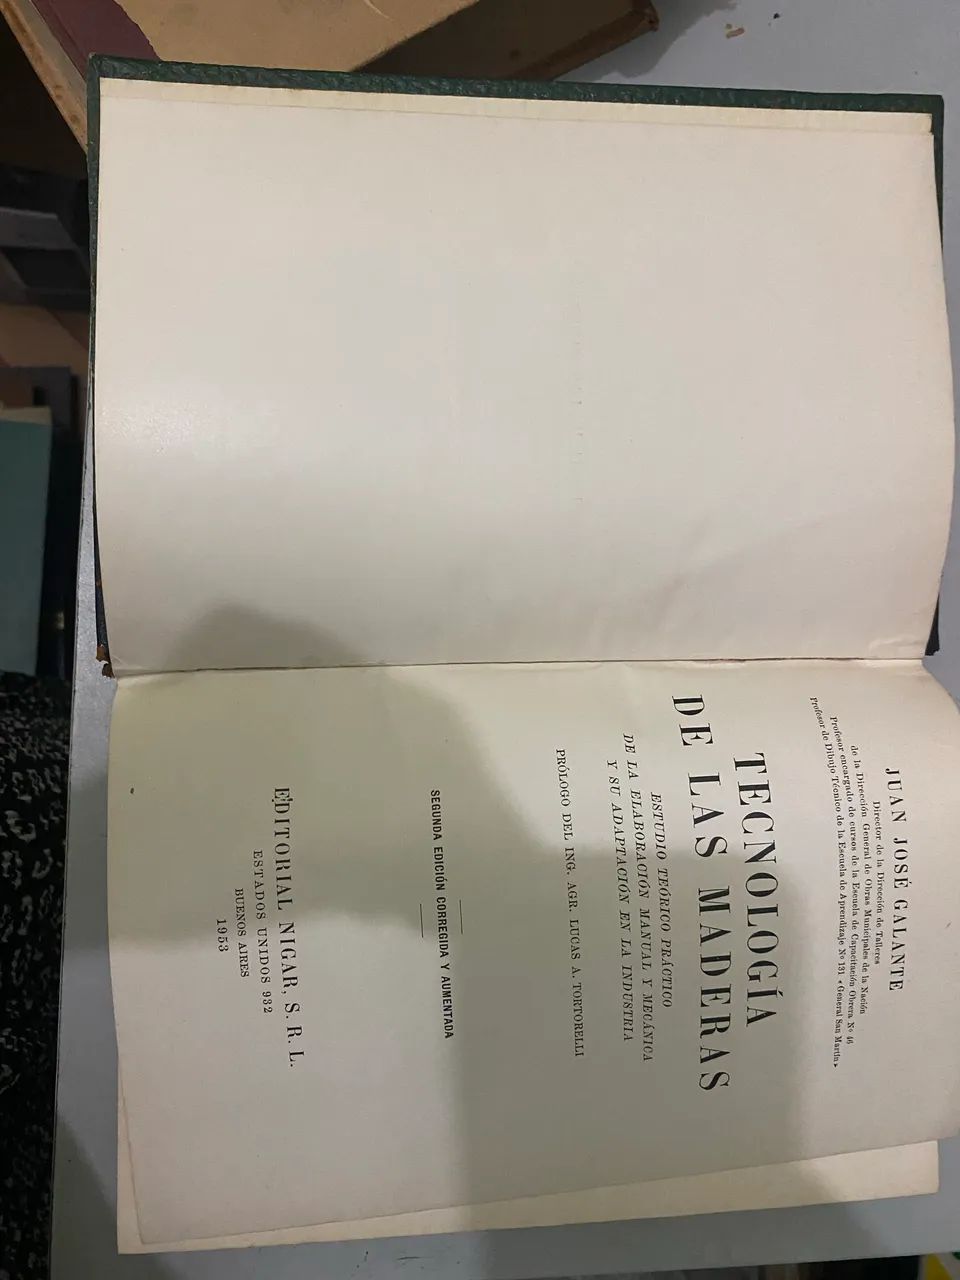 JUAN JOSÉ GALANTE
Director de la Dirección de Talleres
de la Dirección General de Obras Municipales de la Nación
Profesor encargado de cursos de la Escuela de Capacitación Obrera Nº 46
Profesor de Dibujo Técnico de la Escuela de Aprendizaje Nº 131 « General San Martín »
TECNOLOGÍA
DE LAS MADERAS
ESTUDIO TEÓRICO PRÁCTICO
DE LA ELABORACIÓN MANUAL Y MECÁNICA
Y SU ADAPTACIÓN EN LA INDUSTRIA
PRÓLOGO DEL ING. AGR. LUCAS A. TORTORELLI
SEGUNDA EDICIÓN CORREGIDA Y AUMENTADA
EDITORIAL NIGAR, S. R. L.
ESTADOS UNIDOS 932
BUENOS AIRES
1953